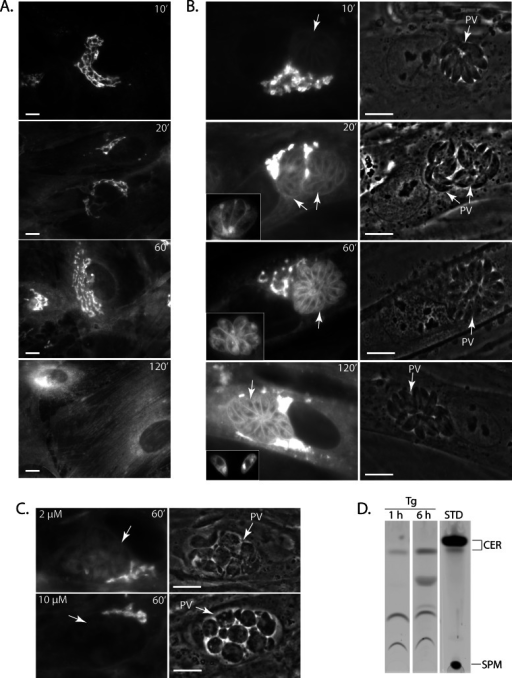 A.
B.
10′
10′
PV
20′
20′
PV
60′
60′
PV
120′
120′
PV
C.
D.
2 μM
60′
PV
10 μM
60′
PV
Tg
1 h
6 h
STD
CER
SPM